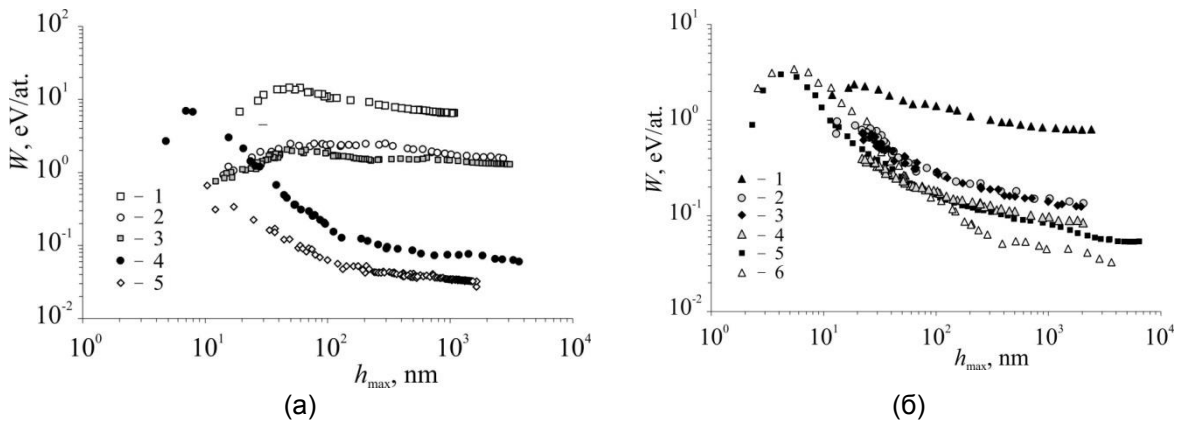 10² 10¹ 10⁰ 10⁻¹ 10⁻²
W, eV/at.
– 1
– 2
– 3
– 4
– 5
10⁰ 10¹ 10² 10³ 10⁴
hmax, nm
(a)
10¹ 10⁰ 10⁻¹ 10⁻²
W, eV/at.
– 1
– 2
– 3
– 4
– 5
– 6
10⁰ 10¹ 10² 10³ 10⁴
hmax, nm
(б)